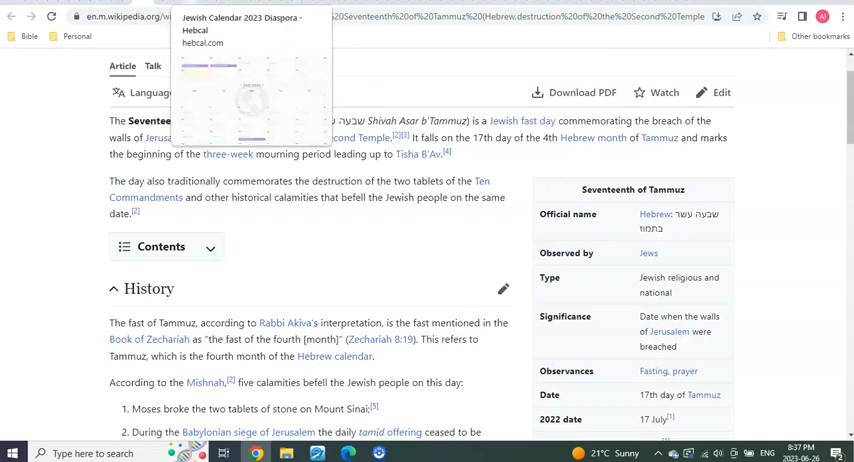 Jewish Calendar 2023 Diaspora -
Hebcal
hebcal.com
en.m.wikipedia.org/wi
%20Seventeenth%20of%20Tammuz%20(Hebrew.destruction%20of%20the%20Second%20Temple
AI
Bible
Personal
Other bookmarks
Article
Talk
Languag
Download PDF
Watch
Edit
The Sevente
שבעה עשר Shivah Asar b'Tammuz) is a Jewish fast day commemorating the breach of the
walls of Jerus
cond Temple.[2][3] It falls on the 17th day of the 4th Hebrew month of Tammuz and marks
the beginning of the three-week mourning period leading up to Tisha B'Av.[4]
The day also traditionally commemorates the destruction of the two tablets of the Ten
Commandments and other historical calamities that befell the Jewish people on the same
date.[2]
Contents
History
The fast of Tammuz, according to Rabbi Akiva's interpretation, is the fast mentioned in the
Book of Zechariah as "the fast of the fourth [month]" (Zechariah 8:19). This refers to
Tammuz, which is the fourth month of the Hebrew calendar.
According to the Mishnah,[2] five calamities befell the Jewish people on this day:
1. Moses broke the two tablets of stone on Mount Sinai;[5]
2. During the Babylonian siege of Jerusalem the daily tamid offering ceased to be
Seventeenth of Tammuz
Official name
Hebrew: שבעה עשר
בתמוז
Observed by
Jews
Type
Jewish religious and
national
Significance
Date when the walls
of Jerusalem were
breached
Observances
Fasting, prayer
Date
17th day of Tammuz
2022 date
17 July[1]
Type here to search
21°C Sunny
ENG
8:37 PM
2023-06-26
2